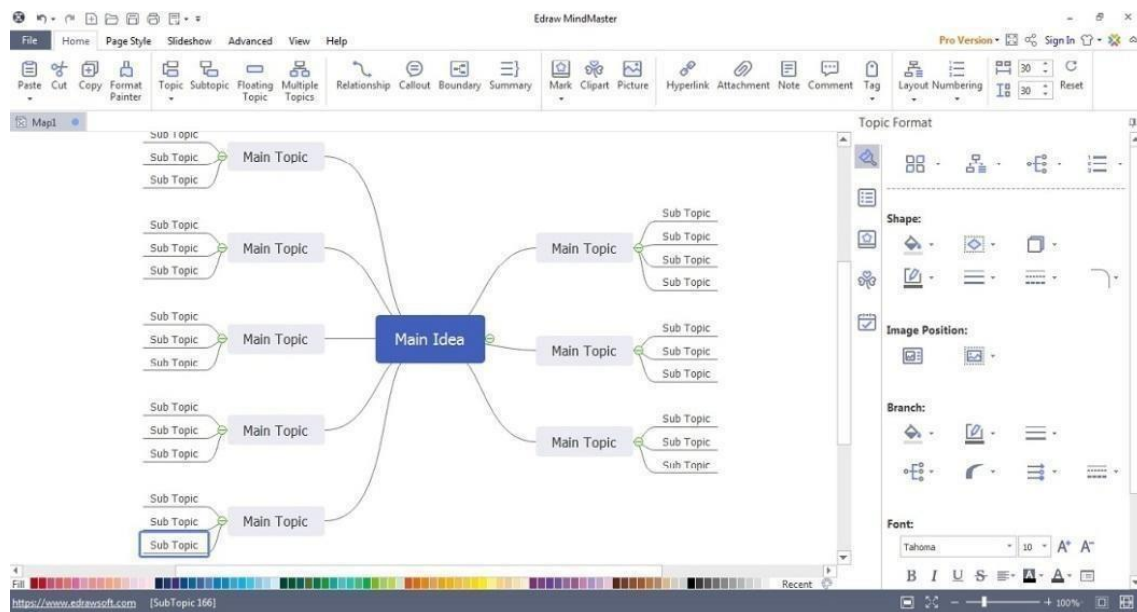 Edraw MindMaster
File Home Page Style Slideshow Advanced View Help
Pro Version Sign In
Paste Cut Copy Format Painter Topic Subtopic Floating Topic Multiple Topics Relationship Callout Boundary Summary Mark Clipart Picture Hyperlink Attachment Note Comment Tag Layout Numbering 30 30 Reset
Map1
Topic Format
Sub Topic
Sub Topic
Sub Topic
Main Topic
Sub Topic
Sub Topic
Sub Topic
Main Topic
Sub Topic
Sub Topic
Sub Topic
Main Topic
Sub Topic
Sub Topic
Sub Topic
Main Topic
Sub Topic
Sub Topic
Sub Topic
Main Topic
Main Idea
Main Topic
Sub Topic
Sub Topic
Sub Topic
Sub Topic
Main Topic
Sub Topic
Sub Topic
Sub Topic
Main Topic
Sub Topic
Sub Topic
Sub Topic
Shape:
Image Position:
Branch:
Font:
Tahoma 10 A+ A-
B I U S A A
Fill
Recent
https://www.edrawsoft.com [SubTopic 166]
100%